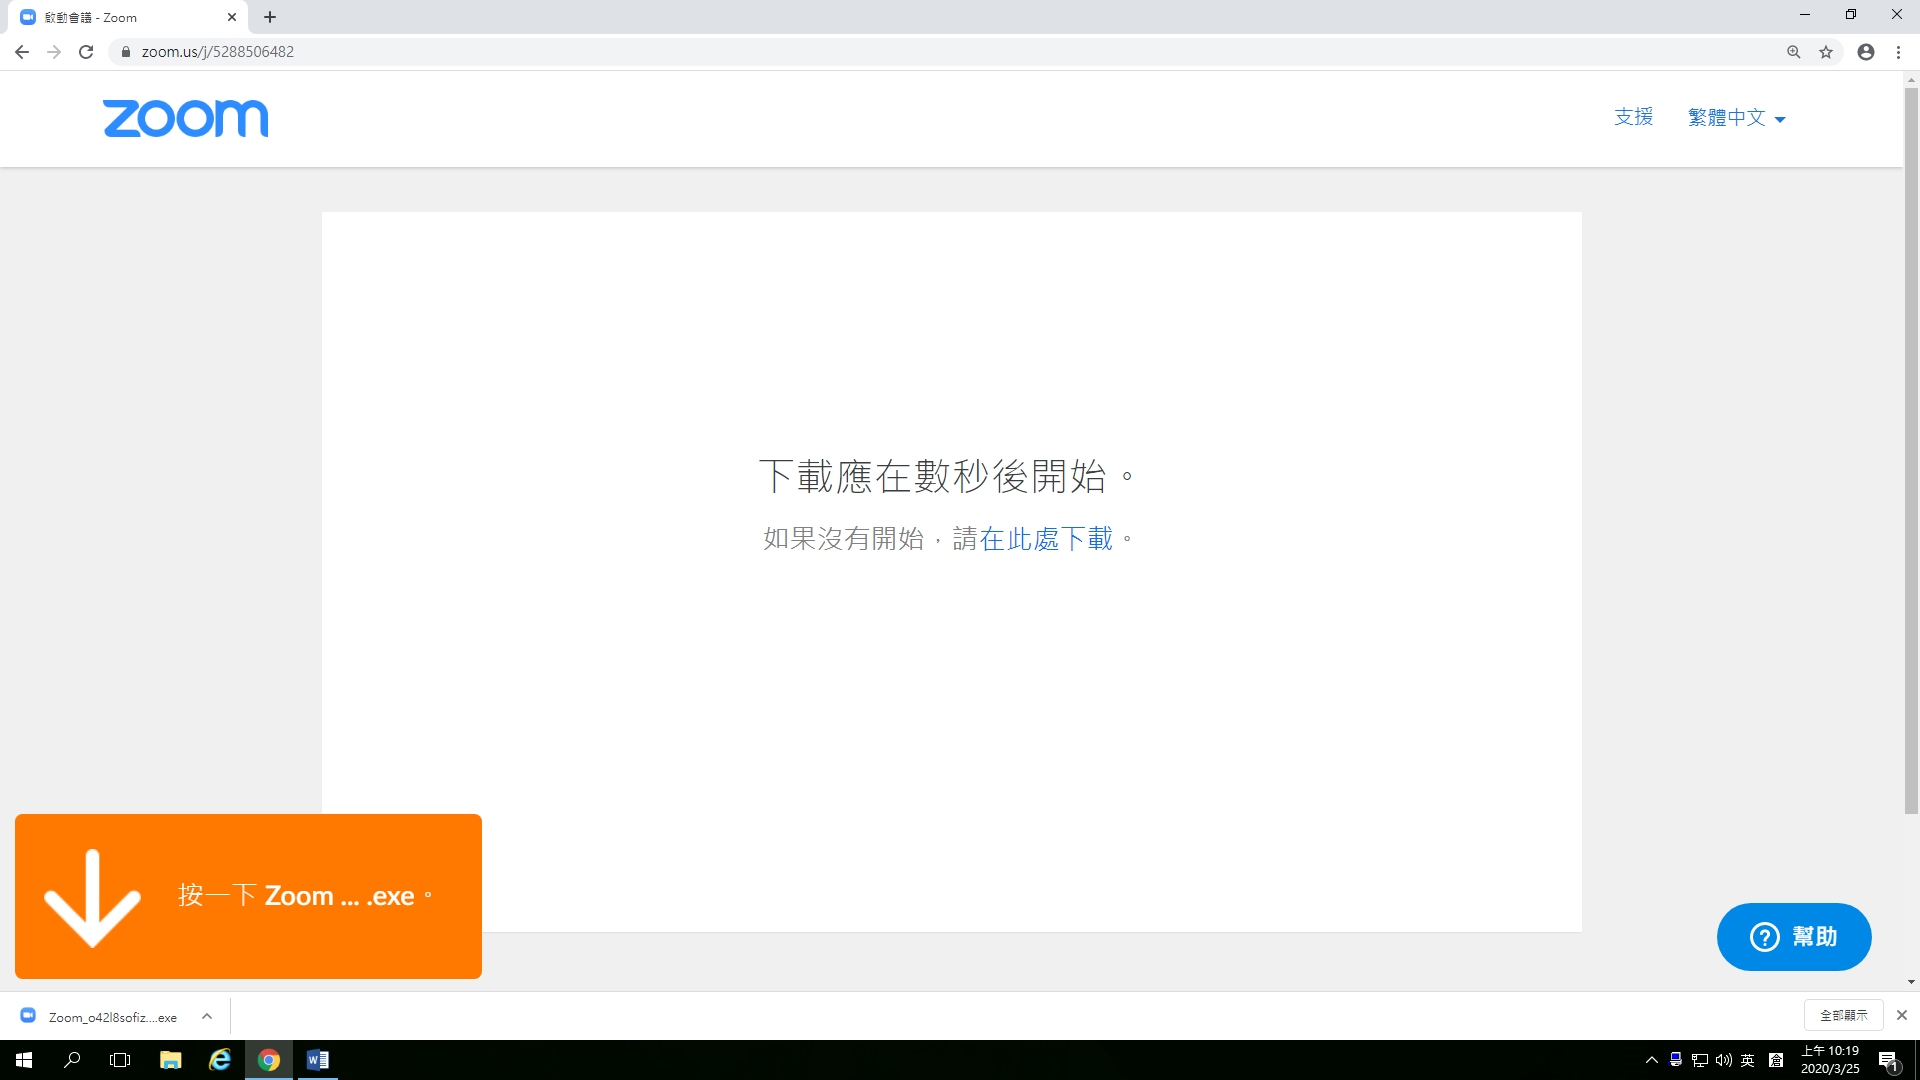 啟動會議 - Zoom
zoom.us/j/5288506482
zoom
支援
繁體中文
下載應在數秒後開始。
如果沒有開始，請在此處下載。
按一下 Zoom ... .exe。
幫助
Zoom_o42l8sofiz....exe
全部顯示
英
倉
上午 10:19
2020/3/25
1